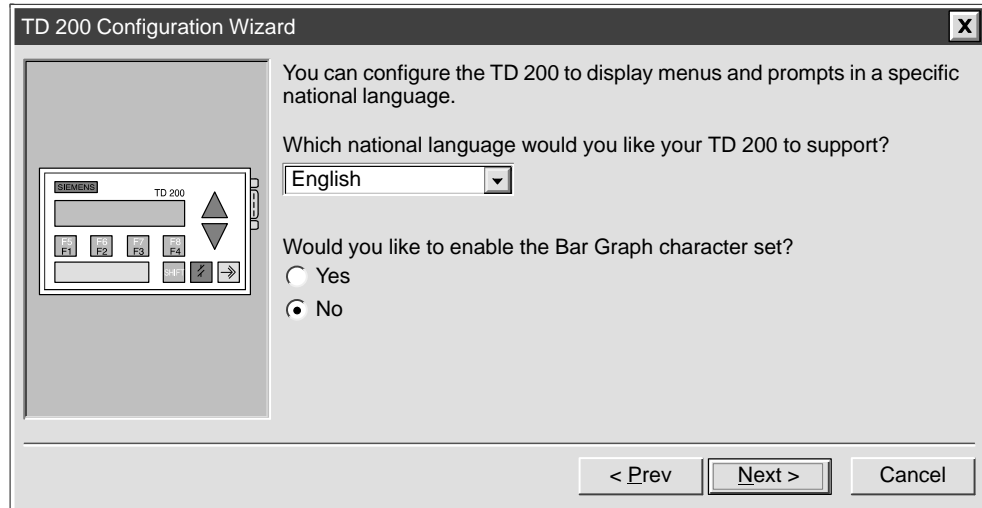 TD 200 Configuration Wizard
X
You can configure the TD 200 to display menus and prompts in a specific
national language.
Which national language would you like your TD 200 to support?
English
SIEMENS
TD 200
F5 F6 F7 F8
F1 F2 F3 F4
SHIFT
Would you like to enable the Bar Graph character set?
Yes
No
< Prev Next > Cancel